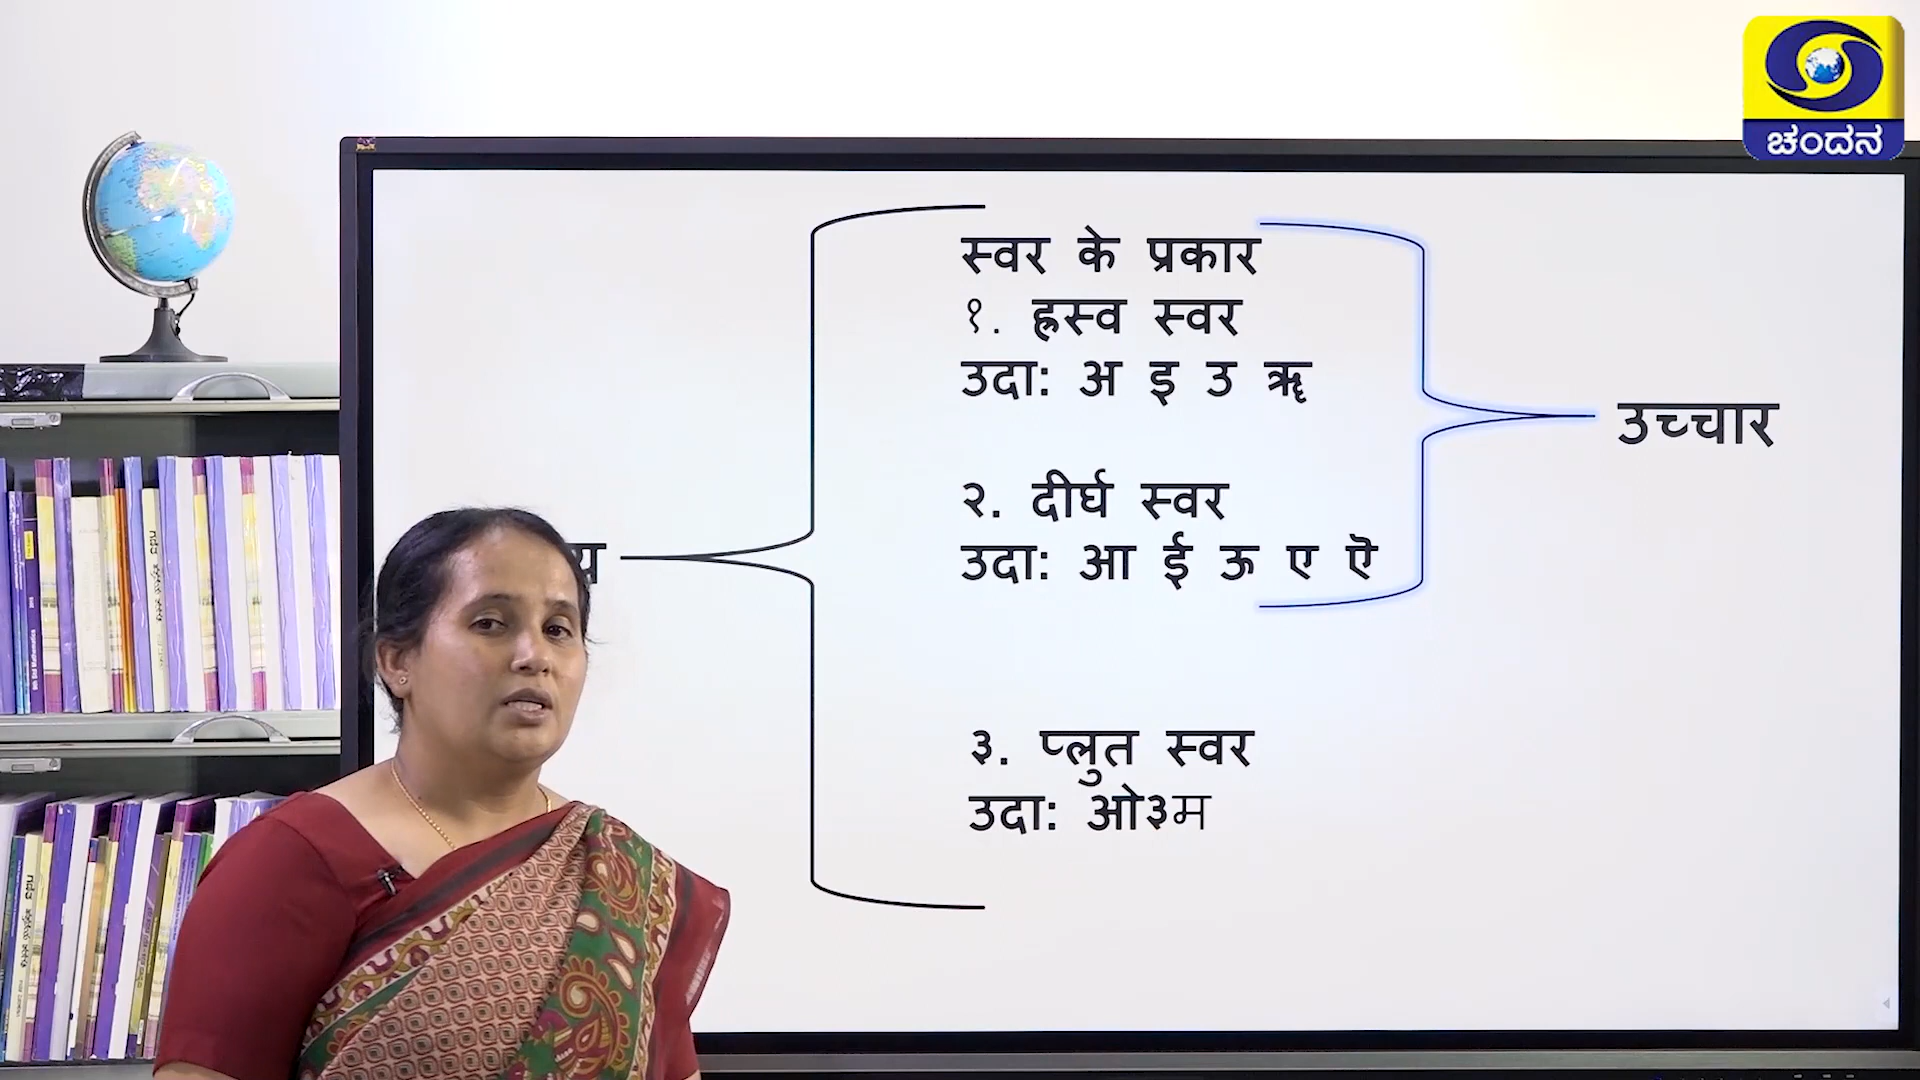 ಚಂದನ
स्वर के प्रकार
१. ह्रस्व स्वर
उदाः अ इ उ ॠ
२. दीर्घ स्वर
उदाः आ ई ऊ ए ऎ
३. प्लुत स्वर
उदाः ओ३म
उच्चार